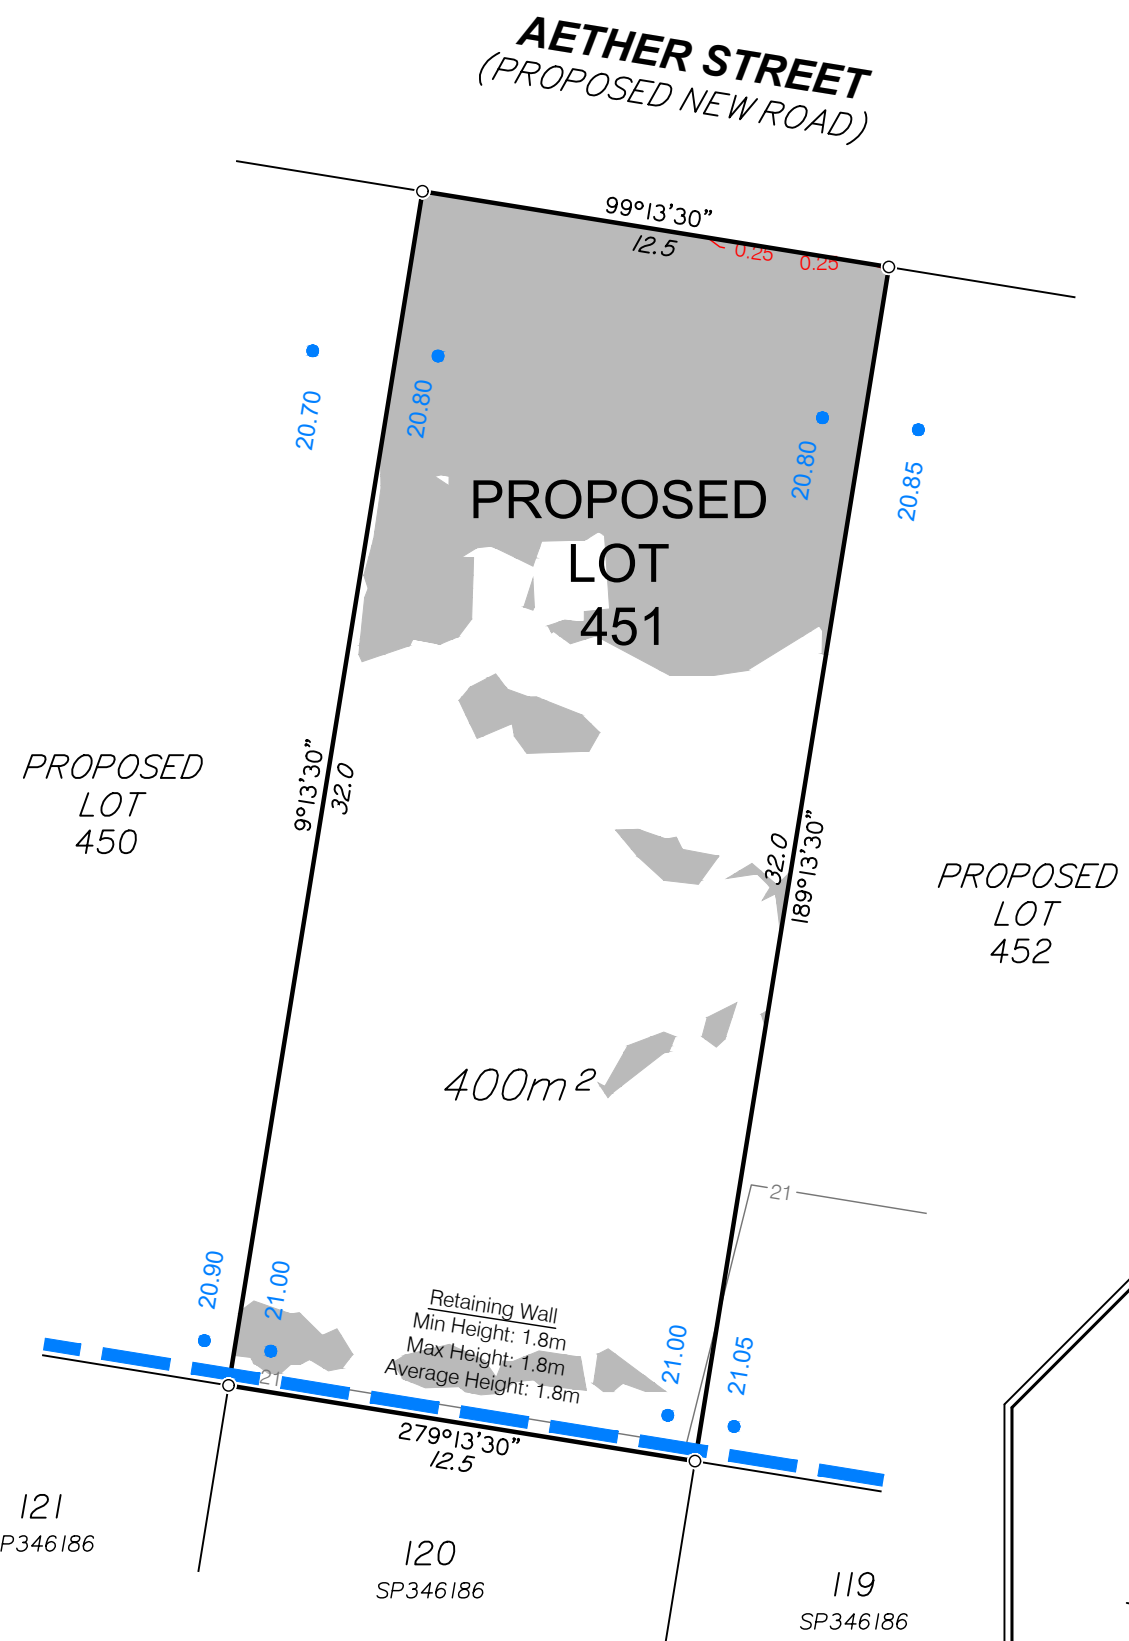 AETHER STREET
(PROPOSED NEW ROAD)
99°13'30"
12.5
0.25
0.25
20.70
20.80
20.80
20.85
PROPOSED
LOT
451
9°13'30"
32.0
PROPOSED
LOT
450
32.0
189°13'30"
PROPOSED
LOT
452
400m²
21
20.90
21.00
Retaining Wall
Min Height: 1.8m
Max Height: 1.8m
Average Height: 1.8m
21.00
21.05
21
279°13'30"
12.5
121
P346186
120
SP346186
119
SP346186